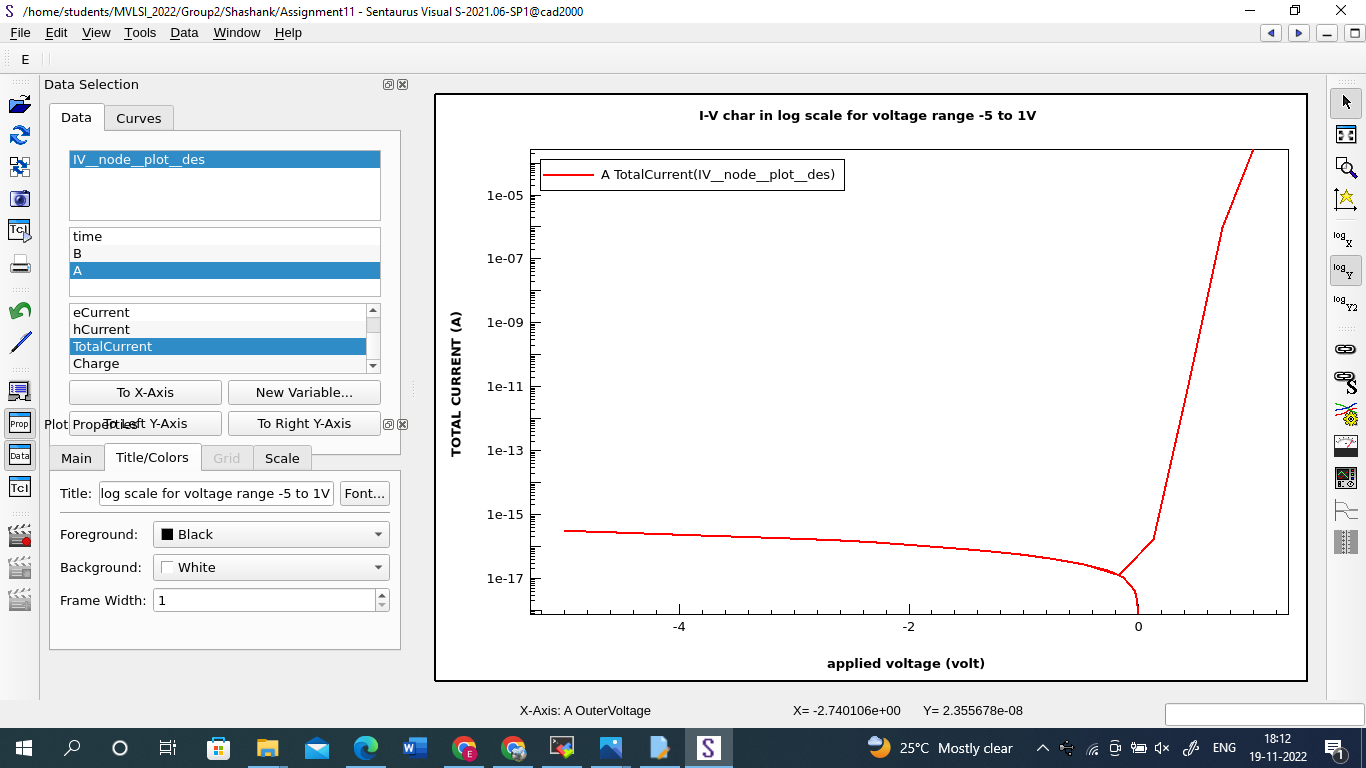 S /home/students/MVLSI_2022/Group2/Shashank/Assignment11 - Sentaurus Visual S-2021.06-SP1@cad2000
File Edit View Tools Data Window Help
E
Data Selection
Data Curves
IV__node__plot__des
time
B
A
eCurrent
hCurrent
TotalCurrent
Charge
To X-Axis New Variable...
To Left Y-Axis To Right Y-Axis
Plot Properties
Main Title/Colors Grid Scale
Title: log scale for voltage range -5 to 1V Font...
Foreground: Black
Background: White
Frame Width: 1
Tcl
Prop
Data
Tcl
I-V char in log scale for voltage range -5 to 1V
A TotalCurrent(IV__node__plot__des)
TOTAL CURRENT (A)
1e-05
1e-07
1e-09
1e-11
1e-13
1e-15
1e-17
-4 -2 0
applied voltage (volt)
X-Axis: A OuterVoltage X= -2.740106e+00 Y= 2.355678e-08
log X
log Y
log Y2
S
25°C Mostly clear
ENG
18:12
19-11-2022
1